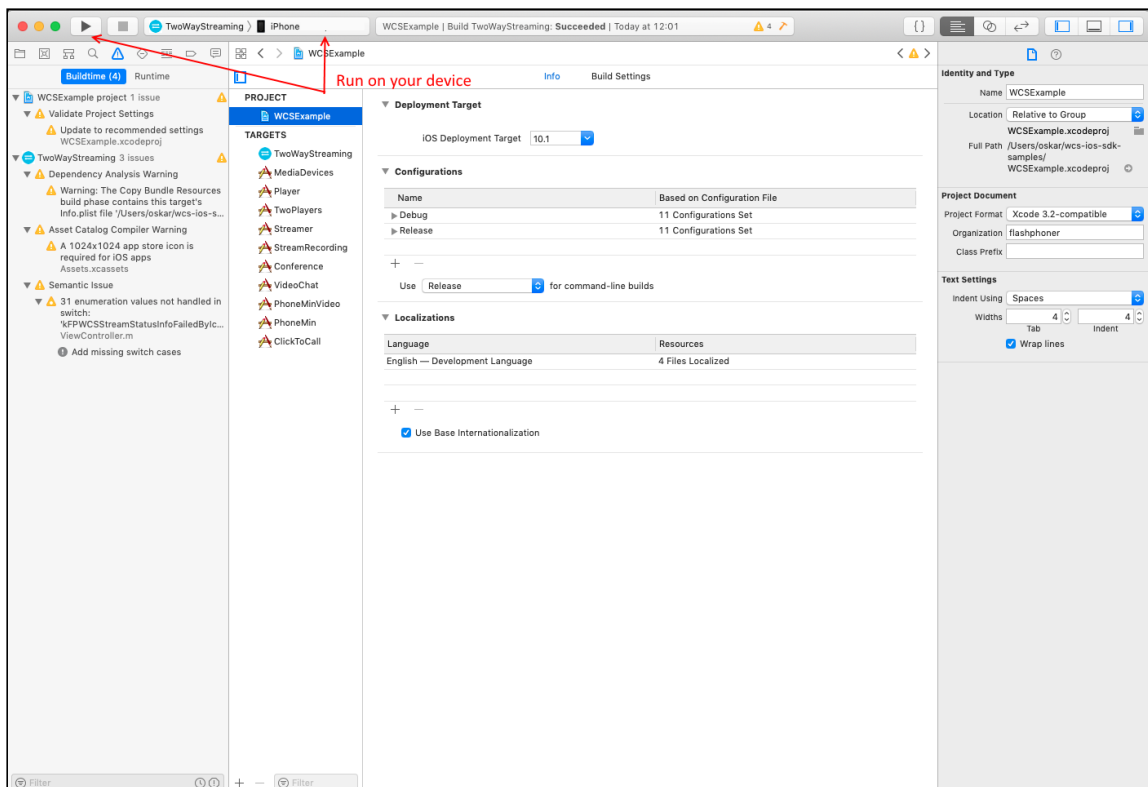 TwoWayStreaming 〉 iPhone
WCSExample | Build TwoWayStreaming: Succeeded | Today at 12:01
4
{ }
WCSExample
Buildtime (4)
Runtime
Run on your device
Info
Build Settings
WCSExample project 1 issue
Validate Project Settings
Update to recommended settings
WCSExample.xcodeproj
TwoWayStreaming 3 issues
Dependency Analysis Warning
Warning: The Copy Bundle Resources
build phase contains this target's
Info.plist file '/Users/oskar/wcs-ios-s...
Asset Catalog Compiler Warning
A 1024x1024 app store icon is
required for iOS apps
Assets.xcassets
Semantic Issue
31 enumeration values not handled in
switch:
'kFPWCSStreamStatusInfoFailedByIc...
ViewController.m
Add missing switch cases
Filter
PROJECT
WCSExample
TARGETS
TwoWayStreaming
MediaDevices
Player
TwoPlayers
Streamer
StreamRecording
Conference
VideoChat
PhoneMinVideo
PhoneMin
ClickToCall
+ − Filter
Deployment Target
iOS Deployment Target 10.1
Configurations
Name Based on Configuration File
Debug 11 Configurations Set
Release 11 Configurations Set
+ −
Use Release for command-line builds
Localizations
Language Resources
English — Development Language 4 Files Localized
+ −
Use Base Internationalization
Identity and Type
Name WCSExample
Location Relative to Group
WCSExample.xcodeproj
Full Path /Users/oskar/wcs-ios-sdk-
samples/
WCSExample.xcodeproj
Project Document
Project Format Xcode 3.2-compatible
Organization flashphoner
Class Prefix
Text Settings
Indent Using Spaces
Widths 4 4
Tab Indent
Wrap lines